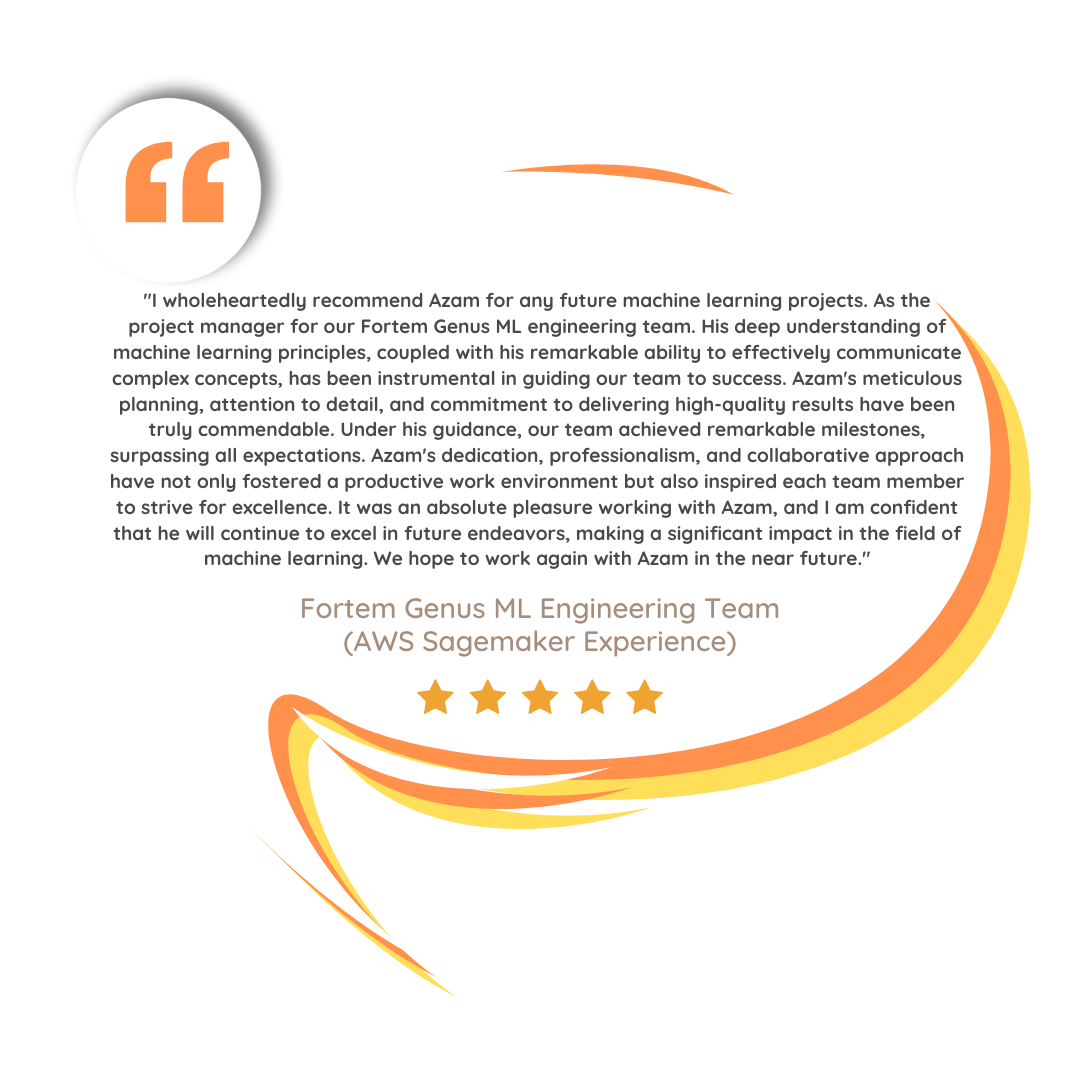 "I wholeheartedly recommend Azam for any future machine learning projects. As the
project manager for our Fortem Genus ML engineering team. His deep understanding of
machine learning principles, coupled with his remarkable ability to effectively communicate
complex concepts, has been instrumental in guiding our team to success. Azam's meticulous
planning, attention to detail, and commitment to delivering high-quality results have been
truly commendable. Under his guidance, our team achieved remarkable milestones,
surpassing all expectations. Azam's dedication, professionalism, and collaborative approach
have not only fostered a productive work environment but also inspired each team member
to strive for excellence. It was an absolute pleasure working with Azam, and I am confident
that he will continue to excel in future endeavors, making a significant impact in the field of
machine learning. We hope to work again with Azam in the near future."
Fortem Genus ML Engineering Team
(AWS Sagemaker Experience)